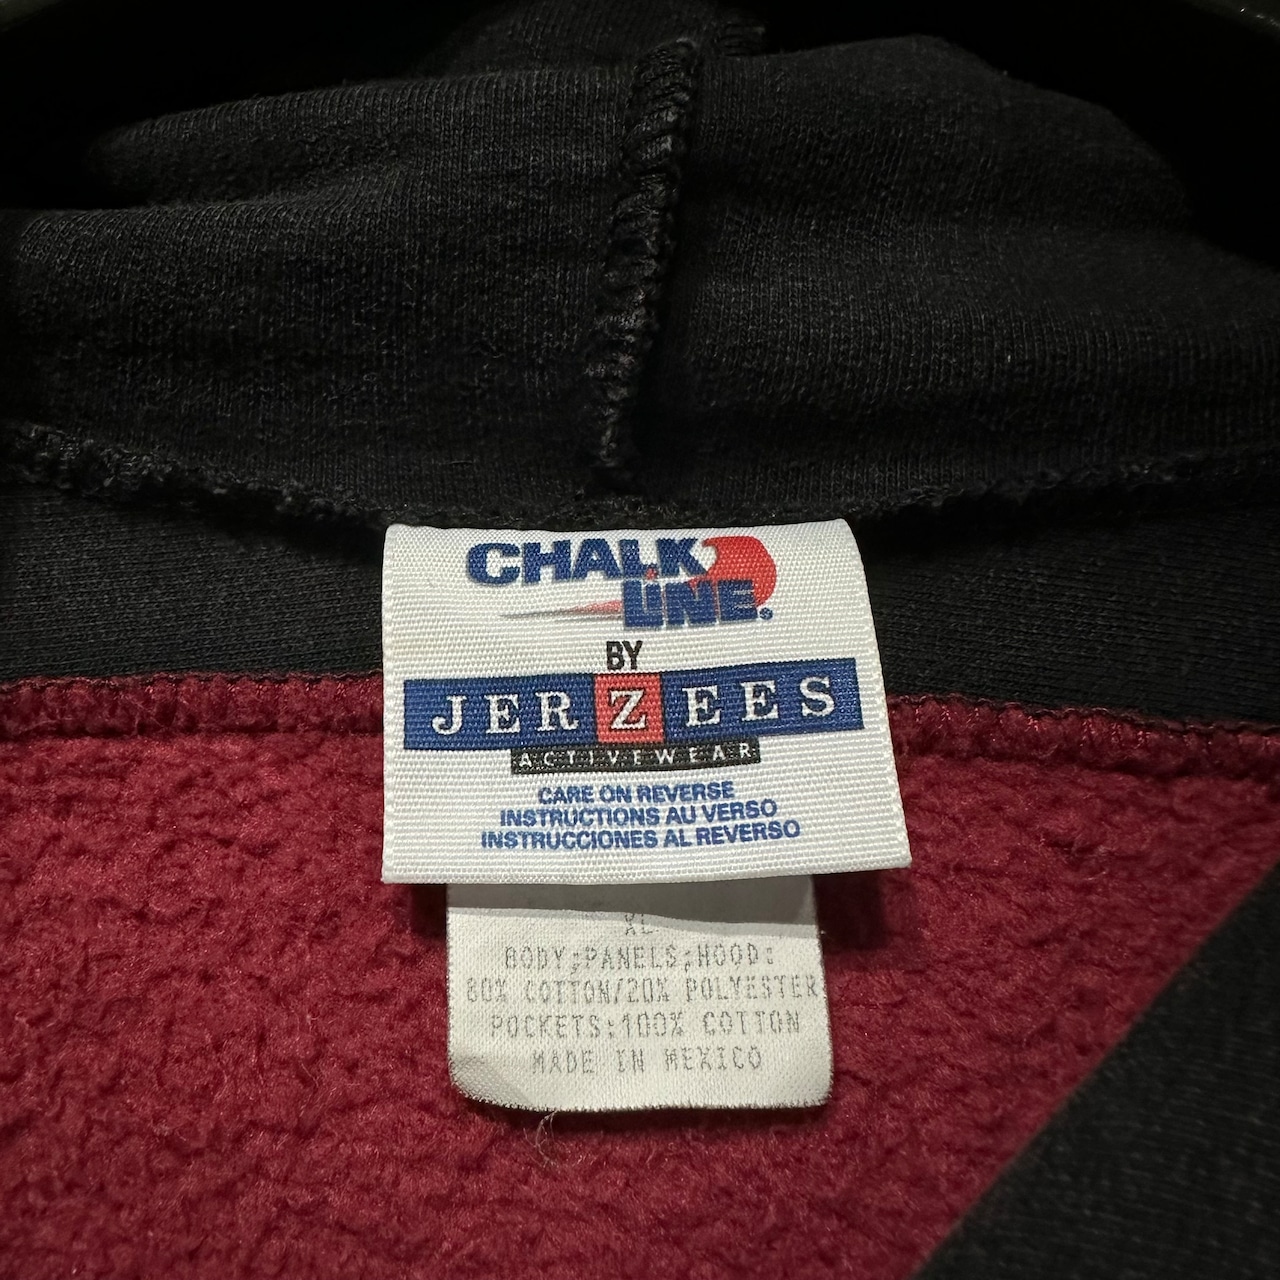 CHALK
LINE®
BY
JERZEES
ACTIVEWEAR
CARE ON REVERSE
INSTRUCTIONS AU VERSO
INSTRUCCIONES AL REVERSO
XL
BODY;PANELS;HOOD:
80% COTTON/20% POLYESTER
POCKETS:100% COTTON
MADE IN MEXICO